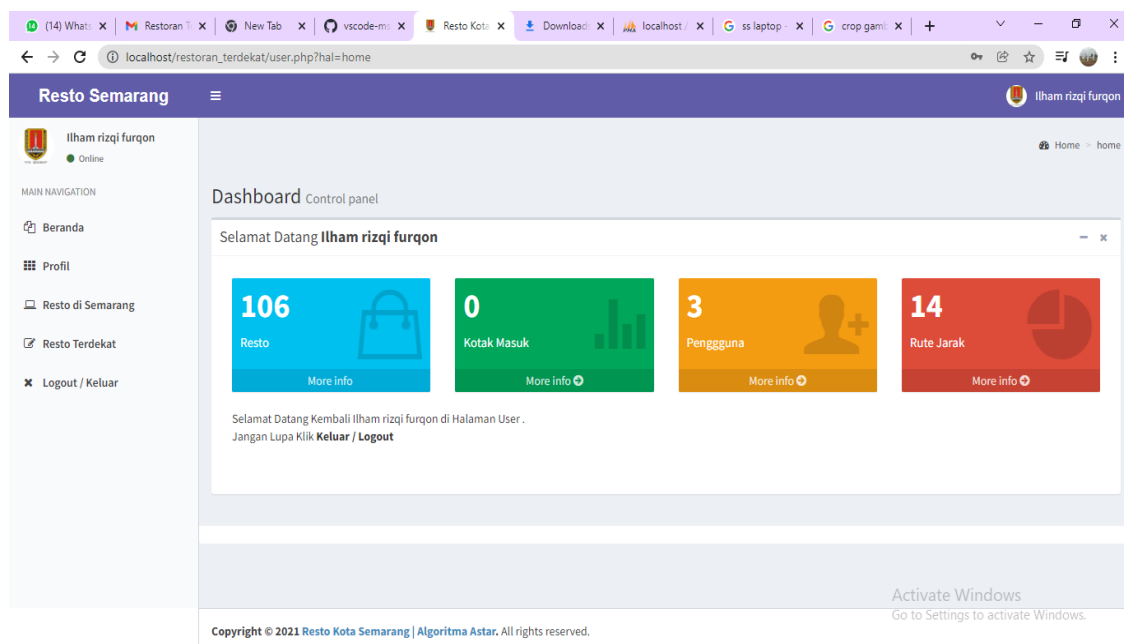 (14) Whats
Restoran T
New Tab
vscode-m
Resto Kota
Download
localhost /
ss laptop -
crop gamb
localhost/restoran_terdekat/user.php?hal=home
Resto Semarang
Ilham rizqi furqon
Ilham rizqi furqon
Online
Home > home
MAIN NAVIGATION
Beranda
Profil
Resto di Semarang
Resto Terdekat
Logout / Keluar
Dashboard Control panel
Selamat Datang Ilham rizqi furqon
106
Resto
More info
0
Kotak Masuk
More info
3
Penggguna
More info
14
Rute Jarak
More info
Selamat Datang Kembali Ilham rizqi furqon di Halaman User .
Jangan Lupa Klik Keluar / Logout
Activate Windows
Go to Settings to activate Windows.
Copyright © 2021 Resto Kota Semarang | Algoritma Astar. All rights reserved.